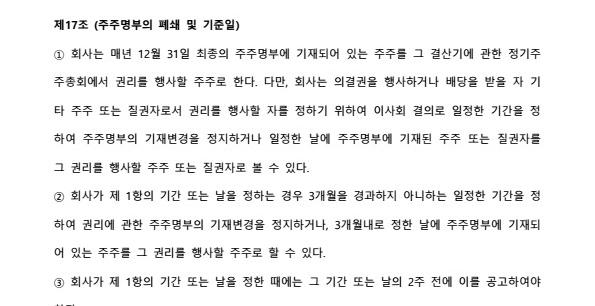 제17조 (주주명부의 폐쇄 및 기준일)
① 회사는 매년 12월 31일 최종의 주주명부에 기재되어 있는 주주를 그 결산기에 관한 정기주
주총회에서 권리를 행사할 주주로 한다. 다만, 회사는 의결권을 행사하거나 배당을 받을 자 기
타 주주 또는 질권자로서 권리를 행사할 자를 정하기 위하여 이사회 결의로 일정한 기간을 정
하여 주주명부의 기재변경을 정지하거나 일정한 날에 주주명부에 기재된 주주 또는 질권자를
그 권리를 행사할 주주 또는 질권자로 볼 수 있다.
② 회사가 제 1항의 기간 또는 날을 정하는 경우 3개월을 경과하지 아니하는 일정한 기간을 정
하여 권리에 관한 주주명부의 기재변경을 정지하거나, 3개월내로 정한 날에 주주명부에 기재되
어 있는 주주를 그 권리를 행사할 주주로 할 수 있다.
③ 회사가 제 1항의 기간 또는 날을 정한 때에는 그 기간 또는 날의 2주 전에 이를 공고하여야